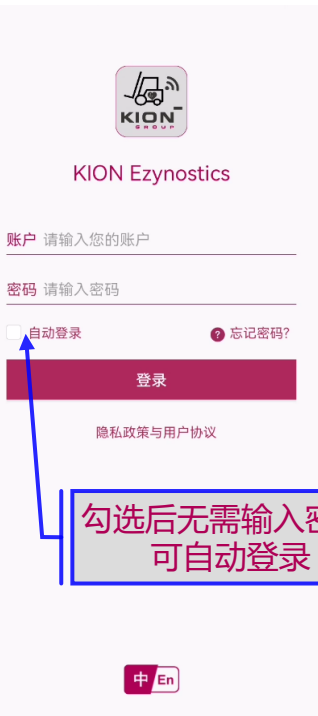 KION
GROUP
KION Ezynostics
账户 请输入您的账户
密码 请输入密码
自动登录 忘记密码?
登录
隐私政策与用户协议
勾选后无需输入密
可自动登录
中 En